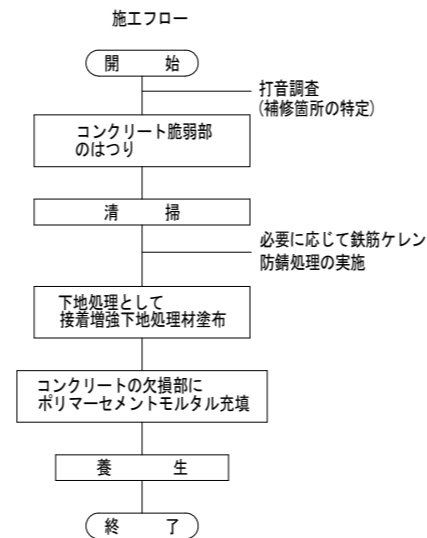 施工フロー
開　　始
打音調査
(補修箇所の特定)
コンクリート脆弱部
のはつり
清　　掃
必要に応じて鉄筋ケレン
防錆処理の実施
下地処理として
接着増強下地処理材塗布
コンクリートの欠損部に
ポリマーセメントモルタル充填
養　　生
終　　了